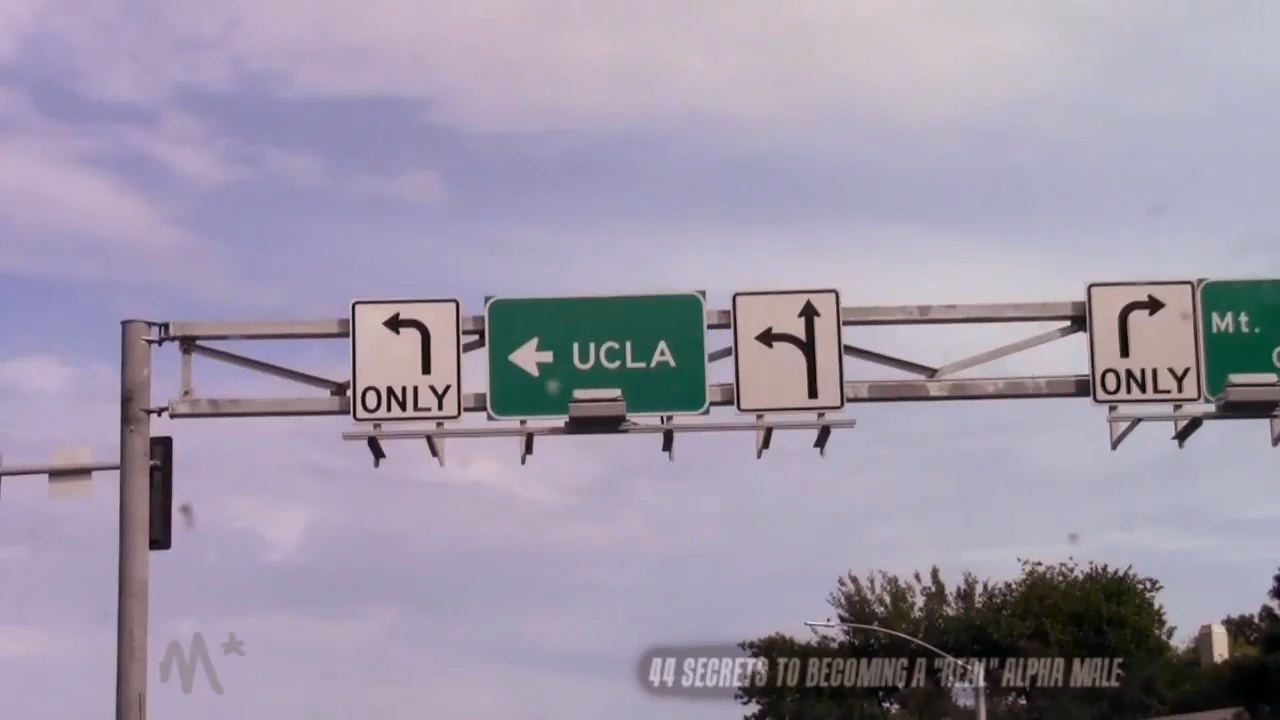 ONLY
UCLA
ONLY
Mt.
M*
44 SECRETS TO BECOMING A "REAL" ALPHA MALE